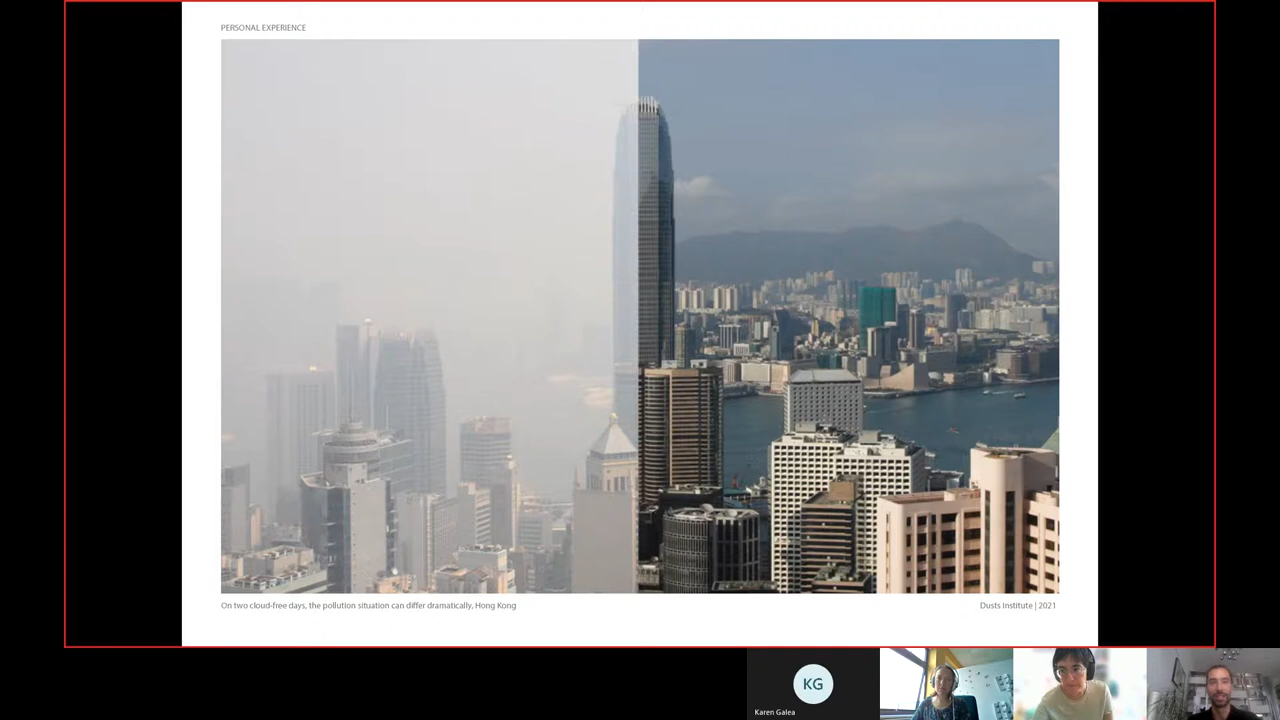 PERSONAL EXPERIENCE
On two cloud-free days, the pollution situation can differ dramatically, Hong Kong
Dusts Institute | 2021
KG
Karen Galea